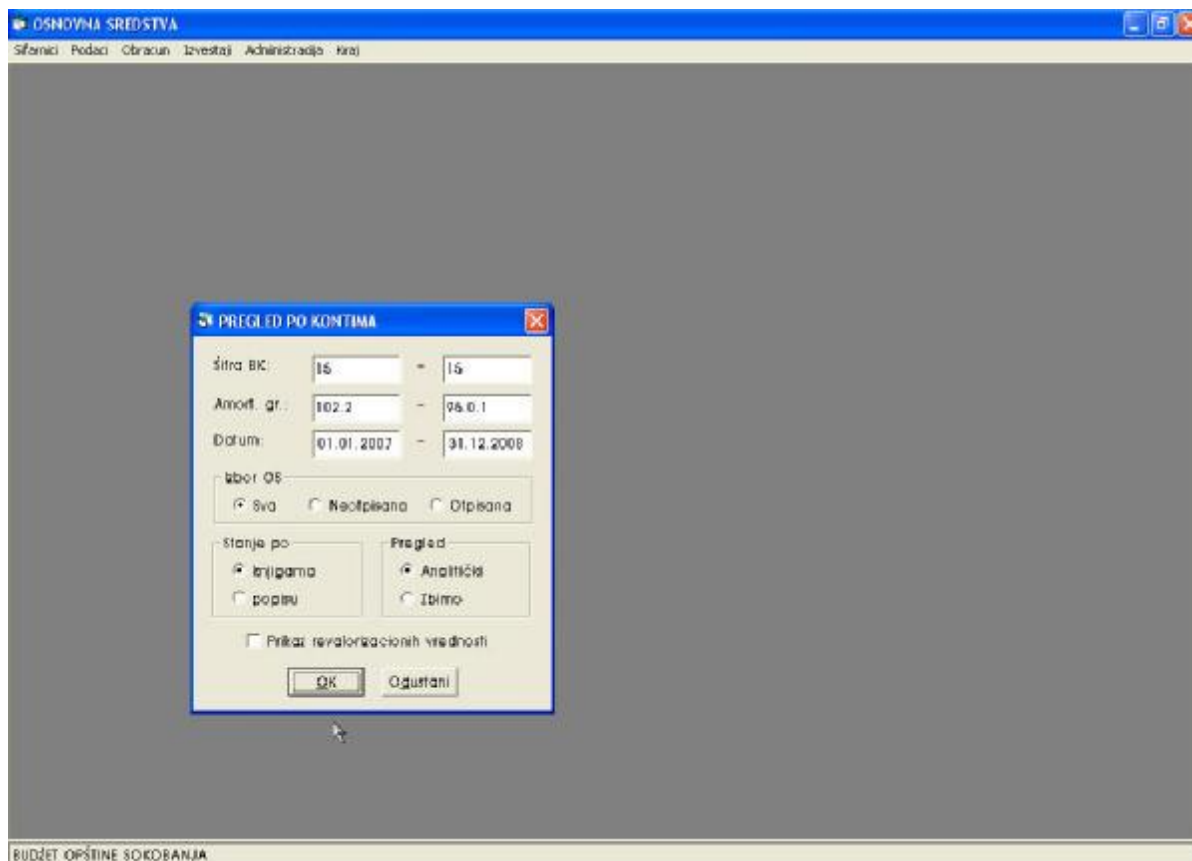 OSNOVNA SREDSTVA
Sifarnici Podaci Obracun Izvestaji Administracija Kraj
PREGLED PO KONTIMA
Šifra BK: 15 - 15
Amort. gr.: 102.2 - 96.0.1
Datum: 01.01.2007 - 31.12.2008
Izbor OS
Sva Neotpisana Otpisana
Stanje po Pregled
knjigama Analitički
popisu Zbirno
Prikaz revalorizacionih vrednosti
OK Odustani
BUDŽET OPŠTINE SOKOBANJA